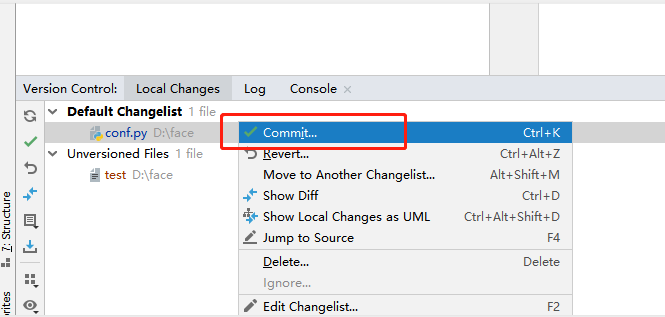 Version Control: Local Changes Log Console ×
Default Changelist 1 file
conf.py D:\face
Commit... Ctrl+K
Unversioned Files 1 file
Revert... Ctrl+Alt+Z
test D:\face
Move to Another Changelist... Alt+Shift+M
Show Diff Ctrl+D
Show Local Changes as UML Ctrl+Alt+Shift+D
Jump to Source F4
Delete... Delete
Ignore...
Edit Changelist... F2
7: Structure